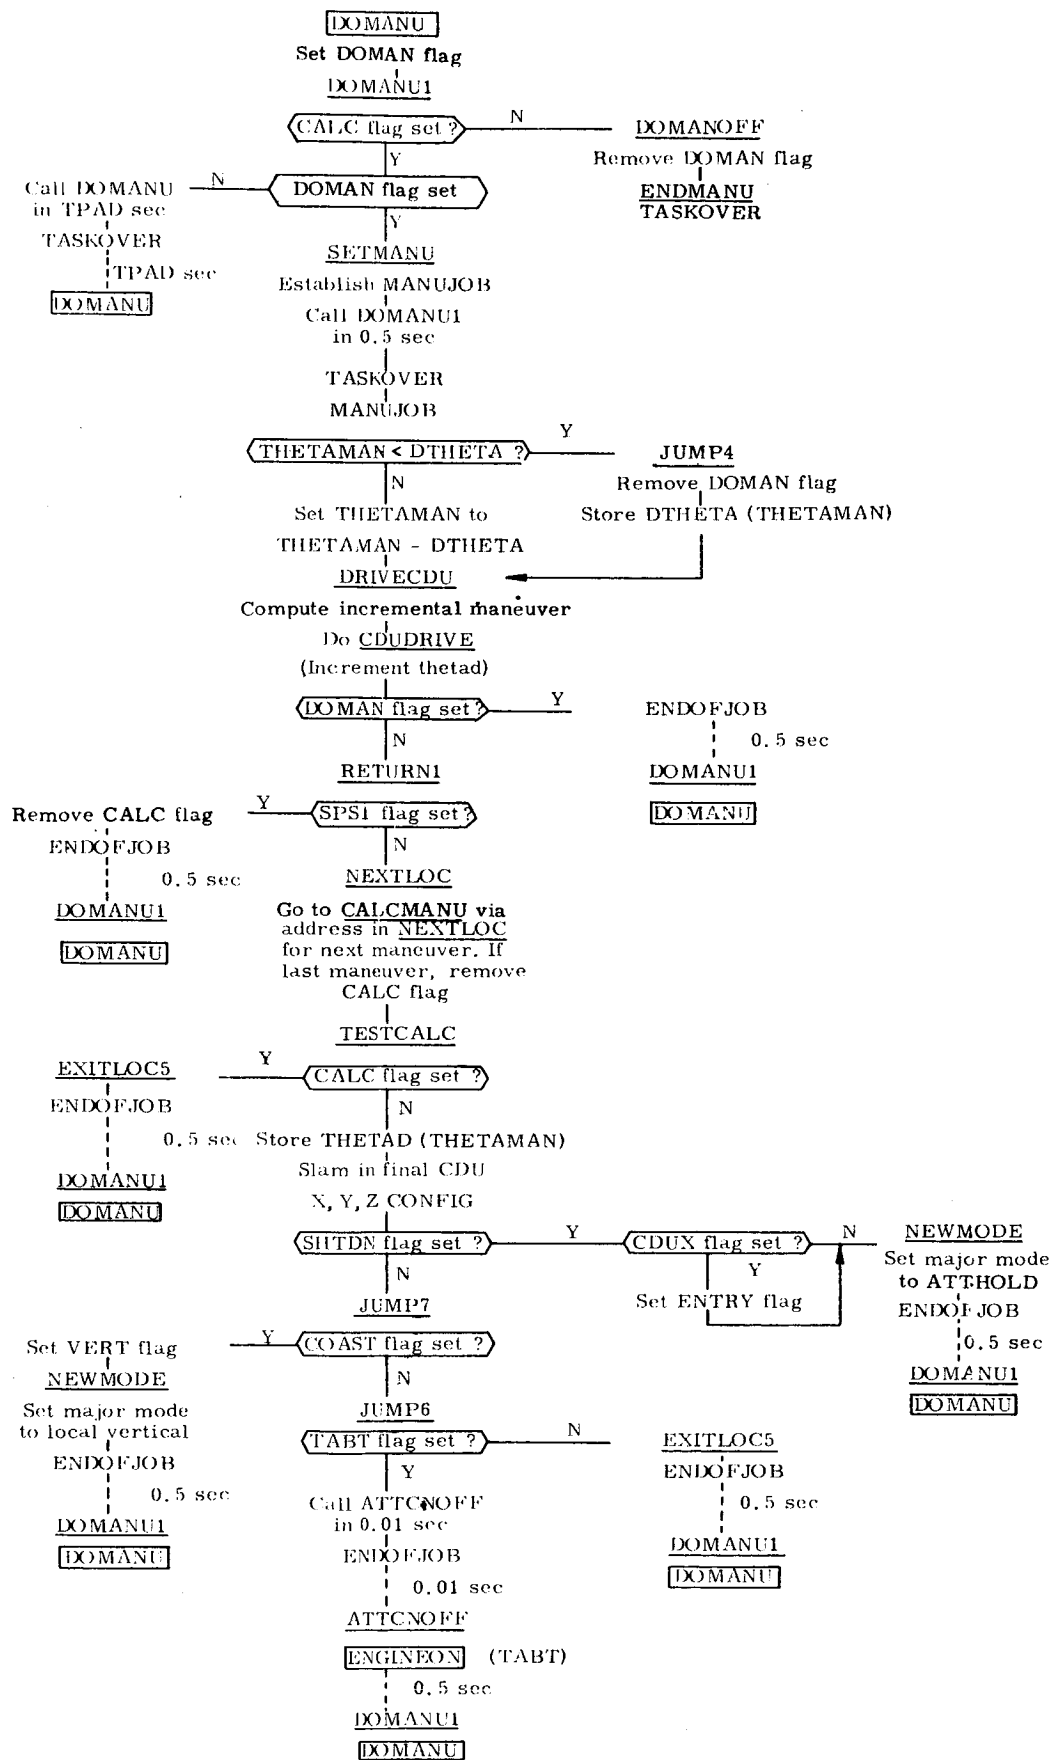 DOMANU
Set DOMAN flag
DOMANU1
CALC flag set ?
N
DOMANOFF
Remove DOMAN flag
ENDMANU
TASKOVER
Y
DOMAN flag set
N
Call DOMANU
in TPAD sec
TASKOVER
TPAD sec
DOMANU
Y
SETMANU
Establish MANUJOB
Call DOMANU1
in 0.5 sec
TASKOVER
MANUJOB
THETAMAN < DTHETA ?
Y
JUMP4
Remove DOMAN flag
Store DTHETA (THETAMAN)
N
Set THETAMAN to
THETAMAN - DTHETA
DRIVECDU
Compute incremental maneuver
Do CDUDRIVE
(Increment thetad)
DOMAN flag set ?
Y
ENDOFJOB
0.5 sec
DOMANU1
DOMANU
N
RETURN1
SPS1 flag set ?
Y
Remove CALC flag
ENDOFJOB
0.5 sec
DOMANU1
DOMANU
N
NEXTLOC
Go to CALCMANU via
address in NEXTLOC
for next maneuver. If
last maneuver, remove
CALC flag
TESTCALC
CALC flag set ?
Y
EXITLOC5
ENDOFJOB
0.5 sec
DOMANU1
DOMANU
N
Store THETAD (THETAMAN)
Slam in final CDU
X, Y, Z CONFIG
SHTDN flag set ?
Y
CDUX flag set ?
N
NEWMODE
Set major mode
to ATTHOLD
ENDOFJOB
0.5 sec
DOMANU1
DOMANU
Y
Set ENTRY flag
N
JUMP7
COAST flag set ?
Y
Set VERT flag
NEWMODE
Set major mode
to local vertical
ENDOFJOB
0.5 sec
DOMANU1
DOMANU
N
JUMP6
TABT flag set ?
N
EXITLOC5
ENDOFJOB
0.5 sec
DOMANU1
DOMANU
Y
Call ATTCNOFF
in 0.01 sec
ENDOFJOB
0.01 sec
ATTCNOFF
ENGINEON (TABT)
0.5 sec
DOMANU1
DOMANU